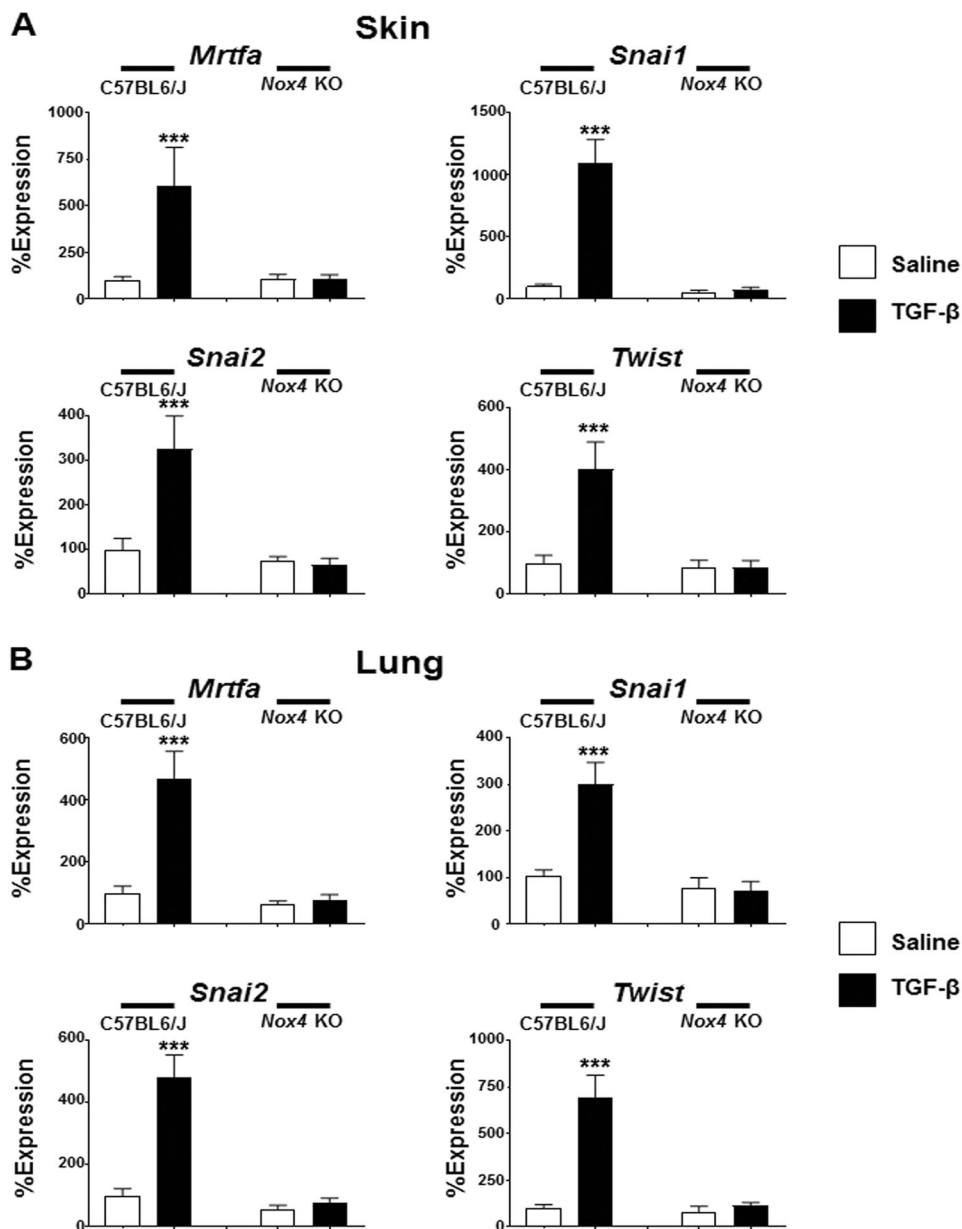 A
Skin
Mrtfa
C57BL6/J
Nox4 KO
%Expression
1000
750
500
250
0
***
Snai1
C57BL6/J
Nox4 KO
%Expression
1500
1000
500
0
***
Saline
TGF-β
Snai2
C57BL6/J
Nox4 KO
%Expression
400
300
200
100
0
***
Twist
C57BL6/J
Nox4 KO
%Expression
600
400
200
0
***
B
Lung
Mrtfa
C57BL6/J
Nox4 KO
%Expression
600
400
200
0
***
Snai1
C57BL6/J
Nox4 KO
%Expression
400
300
200
100
0
***
Saline
TGF-β
Snai2
C57BL6/J
Nox4 KO
%Expression
600
400
200
0
***
Twist
C57BL6/J
Nox4 KO
%Expression
1000
750
500
250
0
***